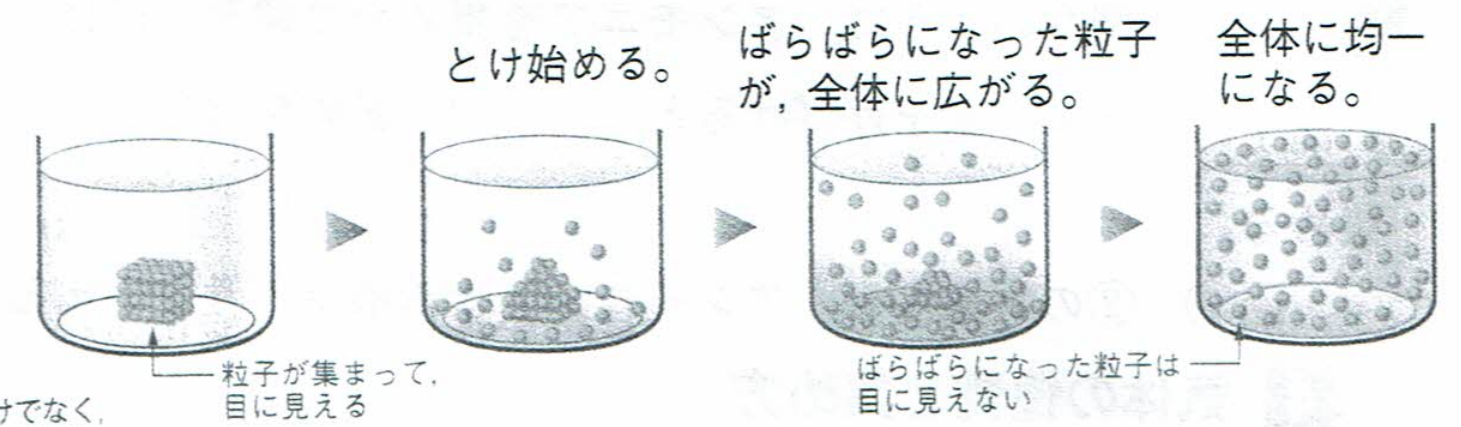 とけ始める。
ばらばらになった粒子
が，全体に広がる。
全体に均一
になる。
粒子が集まって，
目に見える
ばらばらになった粒子は
目に見えない
けでなく，